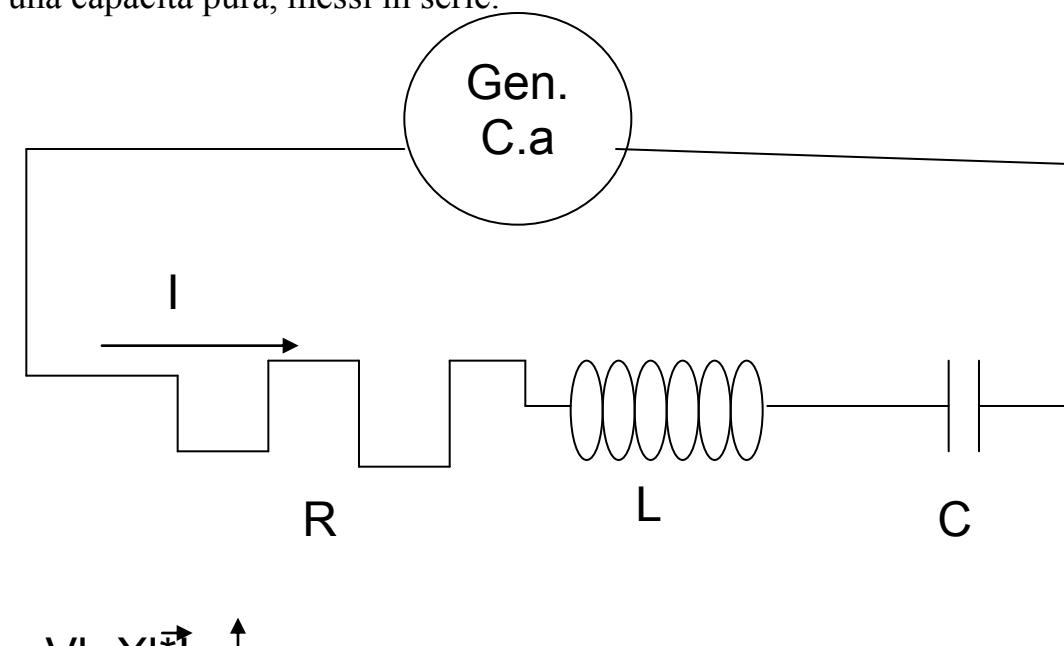 una capacità pura, messi in serie.
Gen.
C.a
I
R
L
C